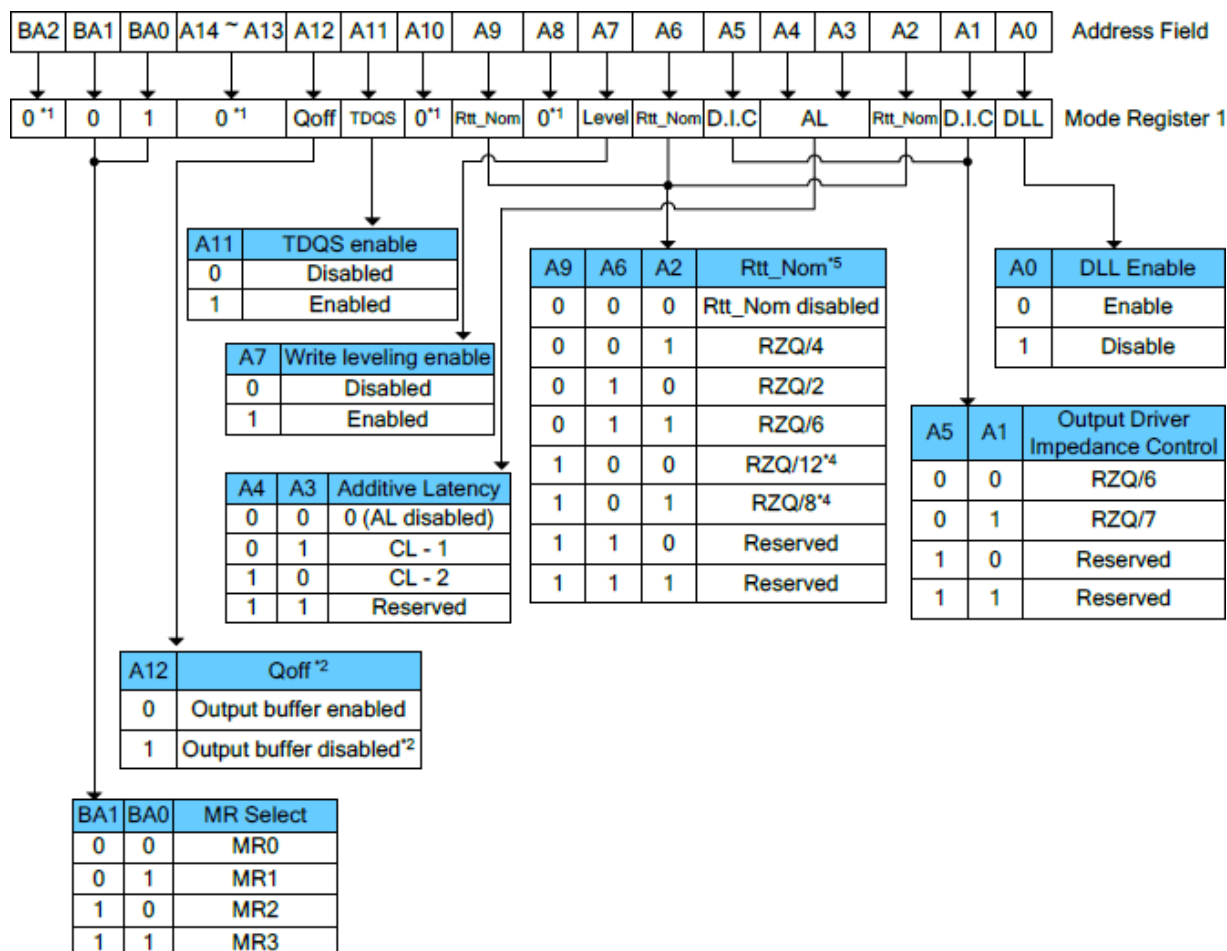 BA2 BA1 BA0 A14 ~ A13 A12 A11 A10 A9 A8 A7 A6 A5 A4 A3 A2 A1 A0 Address Field
0*1 0 1 0*1 Qoff TDQS 0*1 Rtt_Nom 0*1 Level Rtt_Nom D.I.C AL Rtt_Nom D.I.C DLL Mode Register 1
A11 TDQS enable
0 Disabled
1 Enabled
A7 Write leveling enable
0 Disabled
1 Enabled
A4 A3 Additive Latency
0 0 0 (AL disabled)
0 1 CL - 1
1 0 CL - 2
1 1 Reserved
A9 A6 A2 Rtt_Nom*5
0 0 0 Rtt_Nom disabled
0 0 1 RZQ/4
0 1 0 RZQ/2
0 1 1 RZQ/6
1 0 0 RZQ/12*4
1 0 1 RZQ/8*4
1 1 0 Reserved
1 1 1 Reserved
A0 DLL Enable
0 Enable
1 Disable
A5 A1 Output Driver
Impedance Control
0 0 RZQ/6
0 1 RZQ/7
1 0 Reserved
1 1 Reserved
A12 Qoff*2
0 Output buffer enabled
1 Output buffer disabled*2
BA1 BA0 MR Select
0 0 MR0
0 1 MR1
1 0 MR2
1 1 MR3